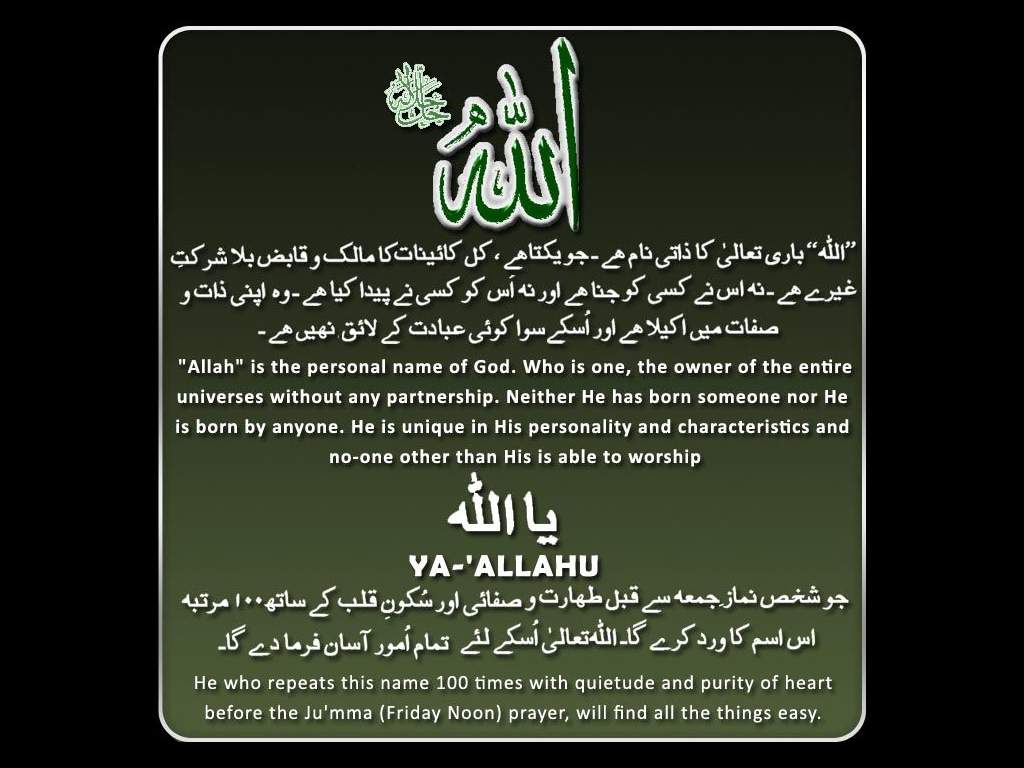 اللهُ
جل جلالہ
”اللہ“ باری تعالیٰ کا ذاتی نام ھے۔جو یکتا ھے، کل کائینات کا مالک و قابض بلا شرکتِ
غیرے ھے۔نہ اس نے کسی کو جنا ھے اور نہ اُس کو کسی نے پیدا کیا ھے۔وہ اپنی ذات و
صفات میں اکیلا ھے اور اُسکے سوا کوئی عبادت کے لائق نھیں ھے۔
"Allah" is the personal name of God. Who is one, the owner of the entire
universes without any partnership. Neither He has born someone nor He
is born by anyone. He is unique in His personality and characteristics and
no-one other than His is able to worship
یا اللہ
YA-'ALLAHU
جو شخص نمازِ جمعہ سے قبل طھارت و صفائی اور سُکونِ قلب کے ساتھ ۱۰۰ مرتبہ
اس اسم کا ورد کرے گا۔ اللہ تعالیٰ اُسکے لئے تمام اُمور آسان فرما دے گا۔
He who repeats this name 100 times with quietude and purity of heart
before the Ju'mma (Friday Noon) prayer, will find all the things easy.